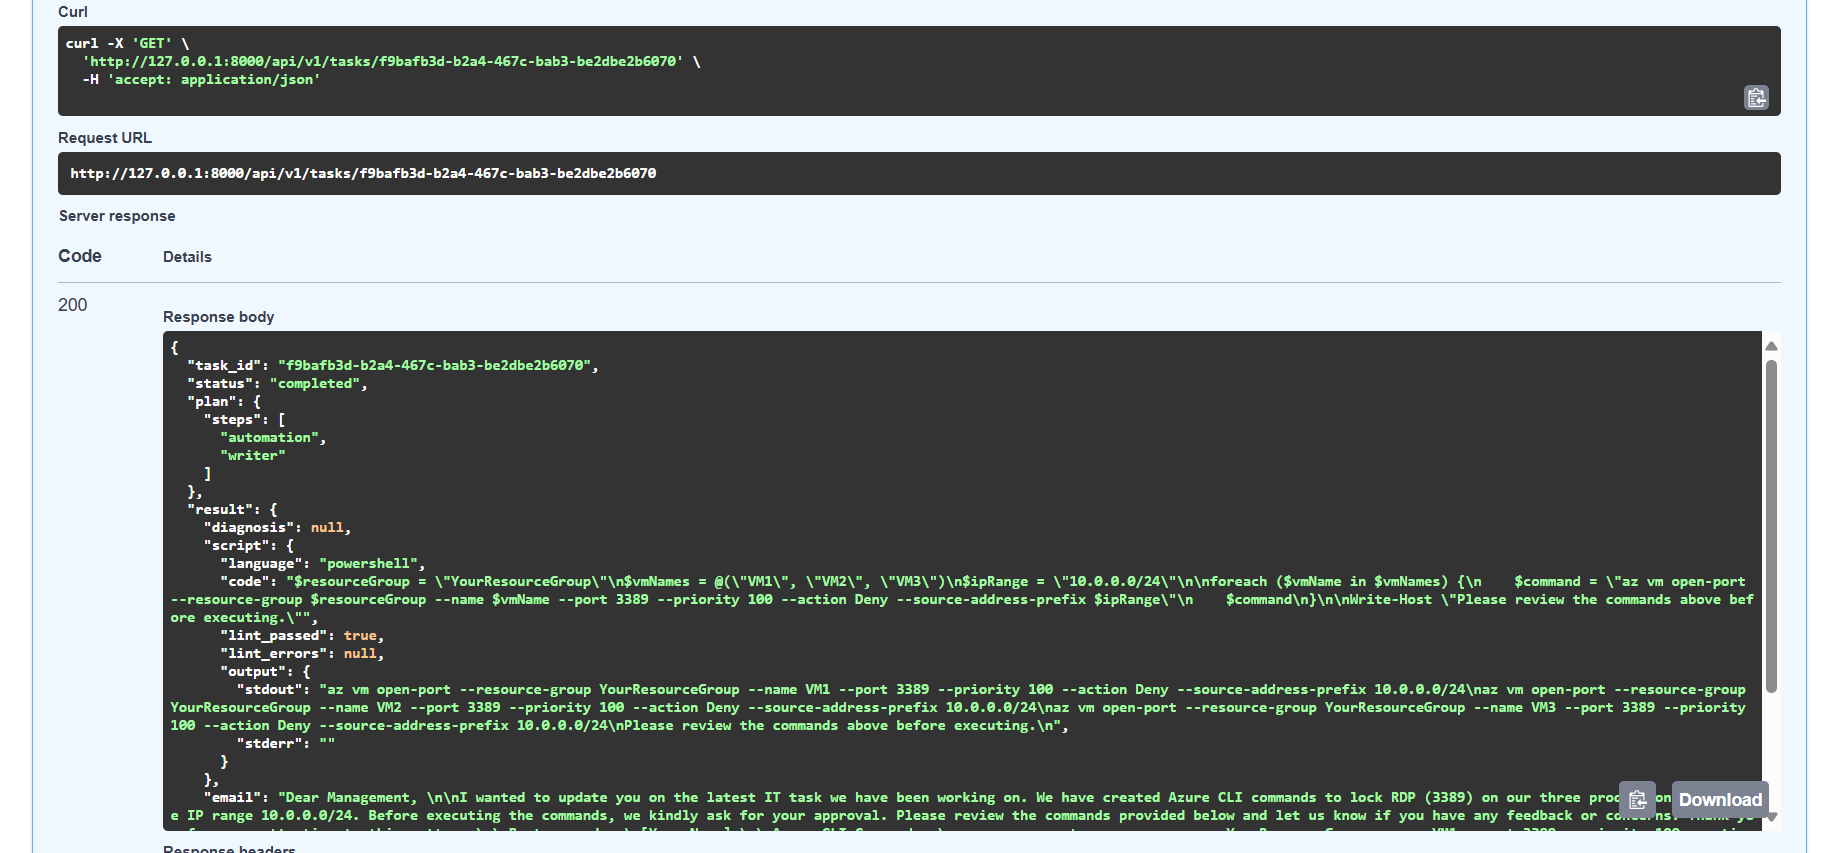 Curl
curl -X 'GET' \
'http://127.0.0.1:8000/api/v1/tasks/f9bafb3d-b2a4-467c-bab3-be2dbe2b6070' \
-H 'accept: application/json'
Request URL
http://127.0.0.1:8000/api/v1/tasks/f9bafb3d-b2a4-467c-bab3-be2dbe2b6070
Server response
Code Details
200
Response body
{
"task_id": "f9bafb3d-b2a4-467c-bab3-be2dbe2b6070",
"status": "completed",
"plan": {
"steps": [
"automation",
"writer"
]
},
"result": {
"diagnosis": null,
"script": {
"language": "powershell",
"code": "$resourceGroup = \"YourResourceGroup\"\n$vmNames = @(\"VM1\", \"VM2\", \"VM3\")\n$ipRange = \"10.0.0.0/24\"\n\nforeach ($vmName in $vmNames) {\n    $command = \"az vm open-port
--resource-group $resourceGroup --name $vmName --port 3389 --priority 100 --action Deny --source-address-prefix $ipRange\"\n    $command\n}\n\nWrite-Host \"Please review the commands above bef
ore executing.\"",
"lint_passed": true,
"lint_errors": null,
"output": {
"stdout": "az vm open-port --resource-group YourResourceGroup --name VM1 --port 3389 --priority 100 --action Deny --source-address-prefix 10.0.0.0/24\naz vm open-port --resource-group
YourResourceGroup --name VM2 --port 3389 --priority 100 --action Deny --source-address-prefix 10.0.0.0/24\naz vm open-port --resource-group YourResourceGroup --name VM3 --port 3389 --priority
100 --action Deny --source-address-prefix 10.0.0.0/24\nPlease review the commands above before executing.\n",
"stderr": ""
}
},
"email": "Dear Management, \n\nI wanted to update you on the latest IT task we have been working on. We have created Azure CLI commands to lock RDP (3389) on our three
e IP range 10.0.0.0/24. Before executing the commands, we kindly ask for your approval. Please review the commands provided below and let us know if you have any feedback or
Download
Response headers